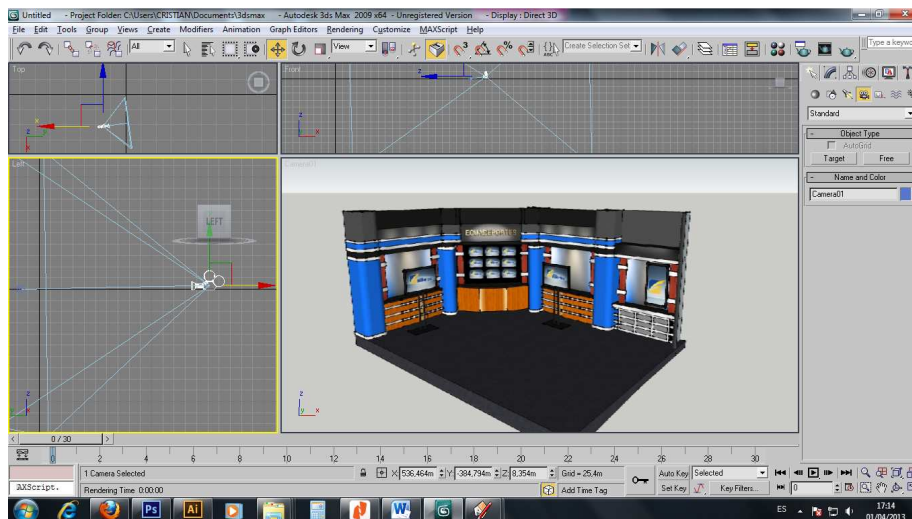 Untitled - Project Folder: C:\Users\CRISTIAN\Documents\3dsmax - Autodesk 3ds Max 2009 x64 - Unregistered Version - Display : Direct 3D
File Edit Tools Group Views Create Modifiers Animation Graph Editors Rendering Customize MAXScript Help
All View Create Selection Set Type a keywo
Top Front
Standard
- Object Type
AutoGrid
Target Free
Left Camera01
- Name and Color
Camera01
LEFT
0 / 30
0 2 4 6 8 10 12 14 16 18 20 22 24 26 28 30
1 Camera Selected X: 536,464m Y: -384,794m Z: 8,354m Grid = 25,4m Auto Key Selected
AXScript. Rendering Time 0:00:00 Add Time Tag Set Key Key Filters... 0
Ps Ai W ES 17:14
01/04/2013